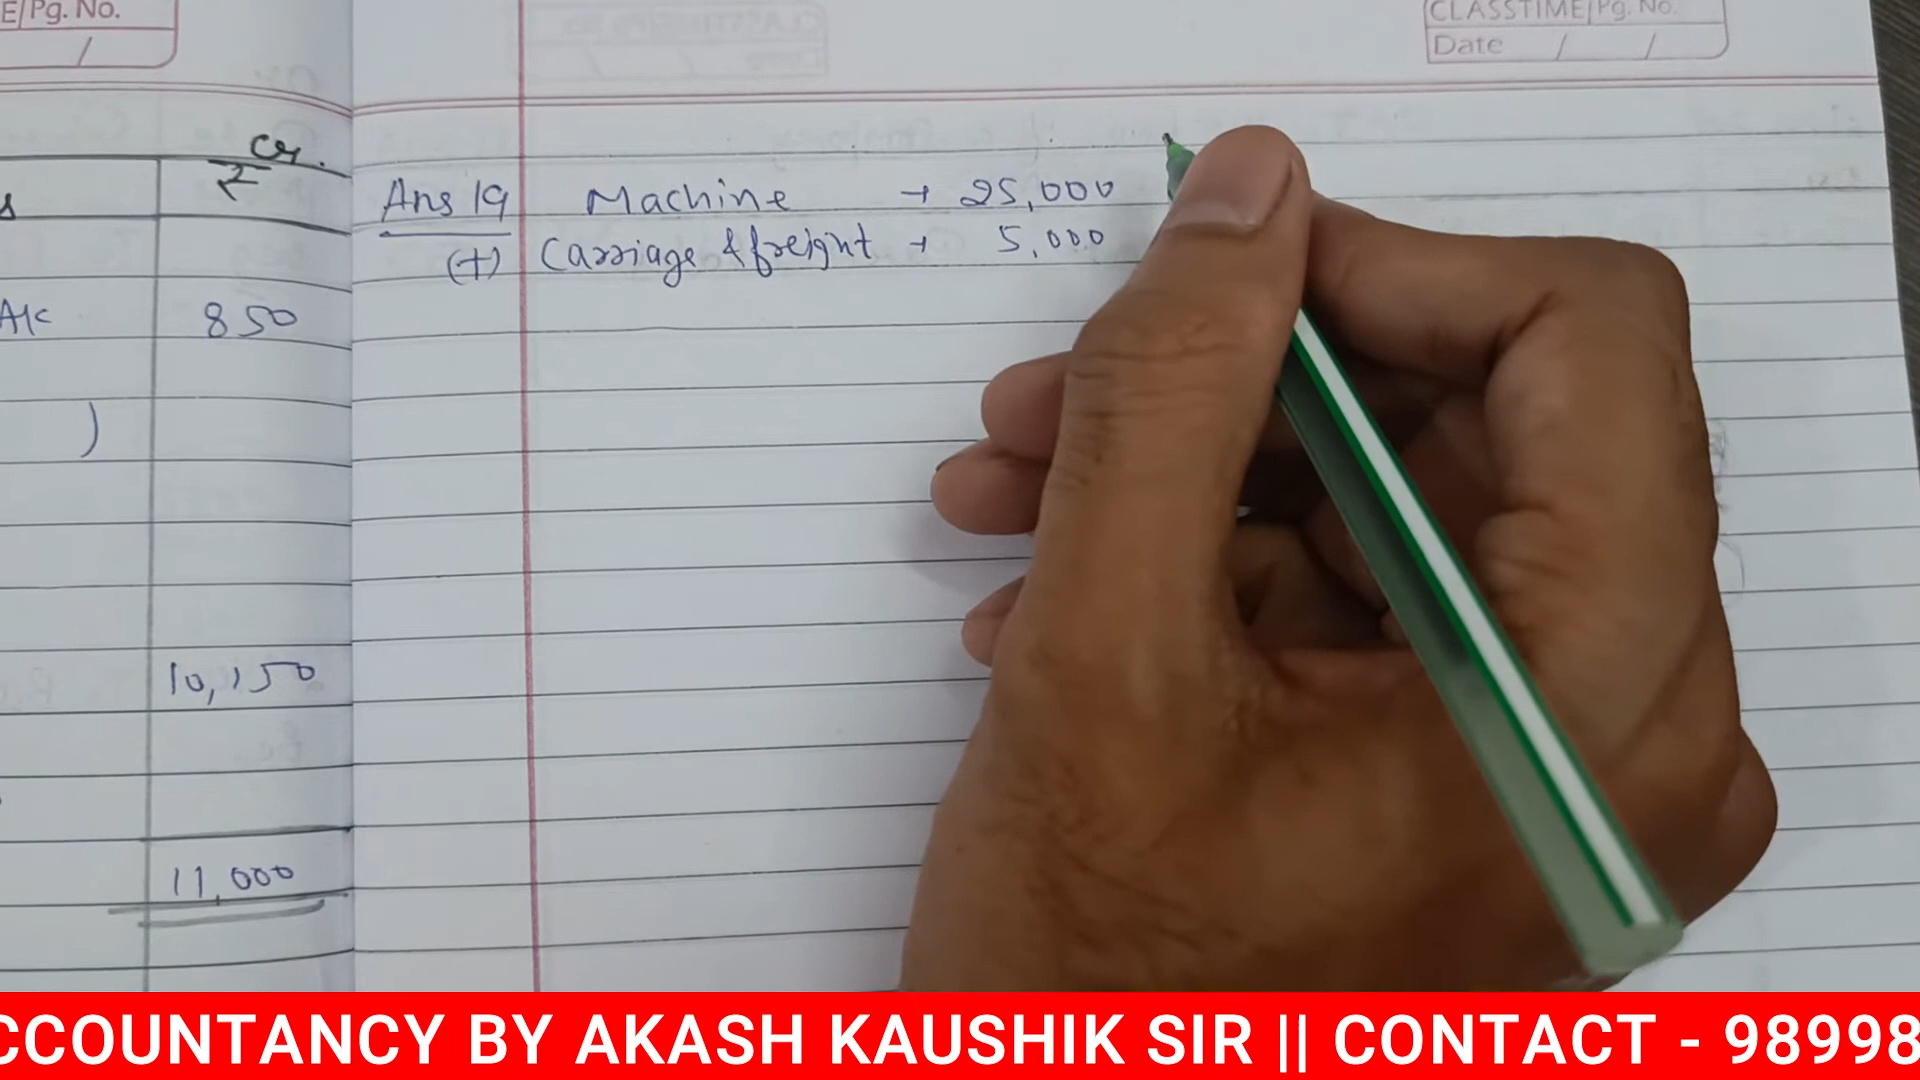 E/Pg. No.
/
CLASSTIME/Pg. No.
Date / /
Cr.
₹
s
A/c 850
)
10,150
11,000
Ans 19 Machine → 25,000
(+) Carriage & freight → 5,000
CCOUNTANCY BY AKASH KAUSHIK SIR || CONTACT - 98998